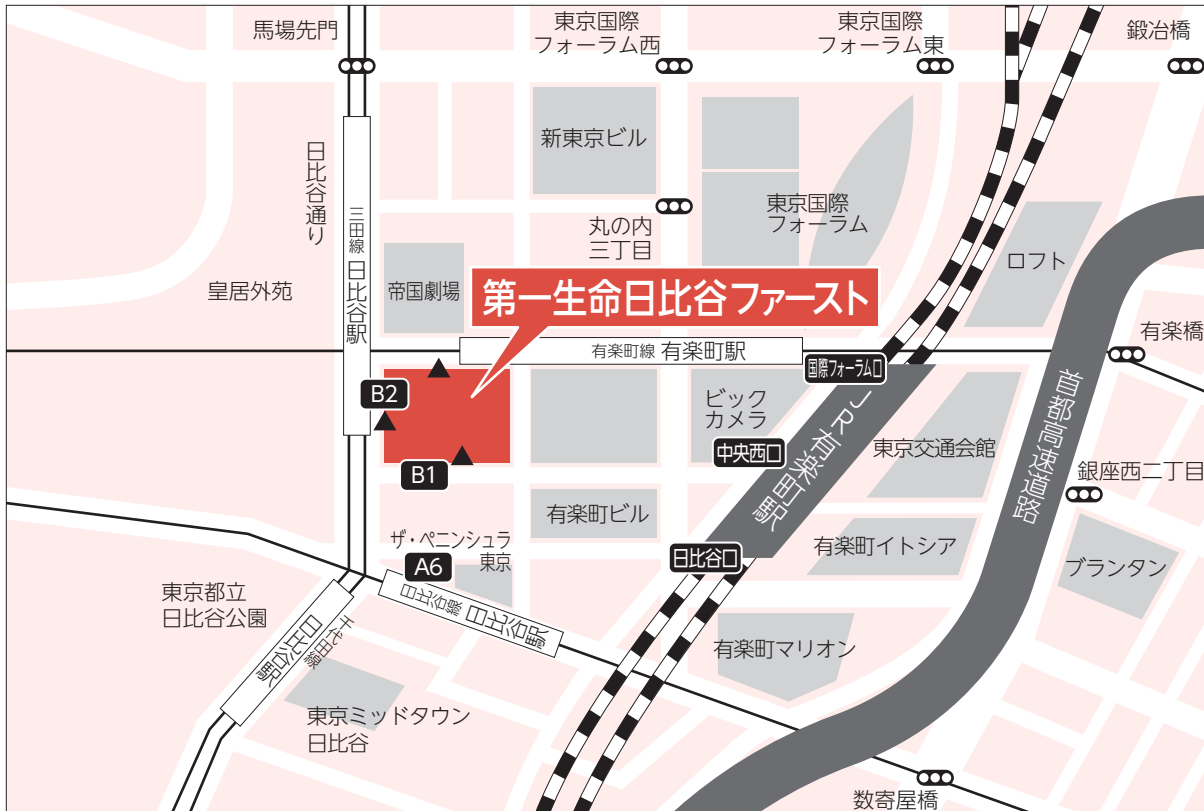 馬場先門
東京国際
フォーラム西
東京国際
フォーラム東
鍛冶橋
新東京ビル
日比谷通り
三田線 日比谷駅
丸の内
三丁目
東京国際
フォーラム
ロフト
皇居外苑
帝国劇場
第一生命日比谷ファースト
有楽町線 有楽町駅
有楽橋
国際フォーラム口
B2
ビック
カメラ
JR有楽町駅
首都高速道路
中央西口
東京交通会館
B1
銀座西二丁目
有楽町ビル
ザ・ペニンシュラ
東京
A6
日比谷口
有楽町イトシア
プランタン
日比谷線 日比谷駅
東京都立
日比谷公園
千代田線
日比谷駅
有楽町マリオン
東京ミッドタウン
日比谷
数寄屋橋